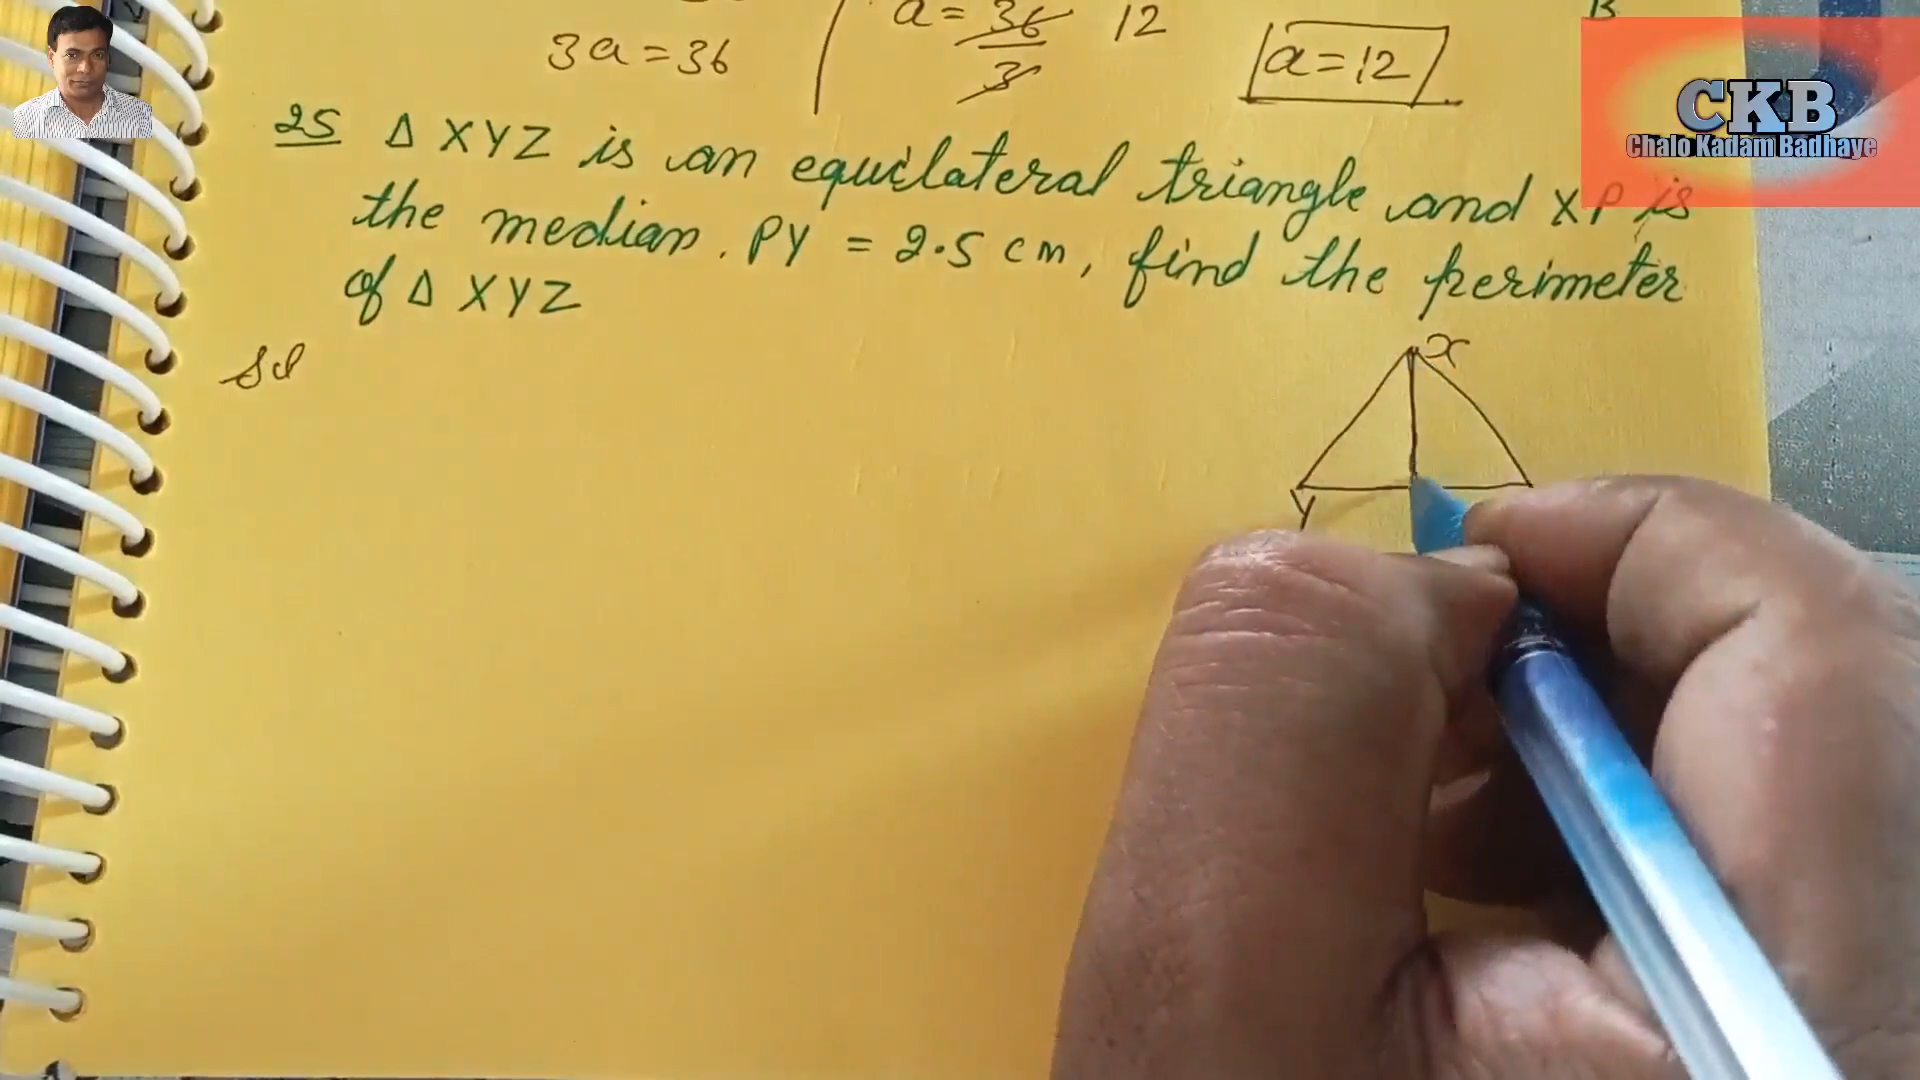 a = 36 12
3
3a = 36
a = 12
B
CKB
Chalo Kadam Badhaye
25 Δ XYZ is an equilateral triangle and XP is
the median. PY = 2.5 cm, find the perimeter
of Δ XYZ
Sol
x
Y